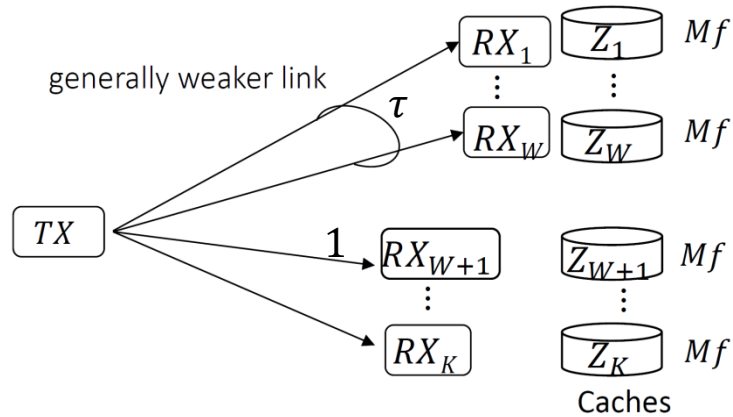 RX_1 Z_1 Mf
⋮ ⋮
generally weaker link
τ
RX_W Z_W Mf
TX
1
RX_{W+1} Z_{W+1} Mf
⋮ ⋮
RX_K Z_K Mf
Caches